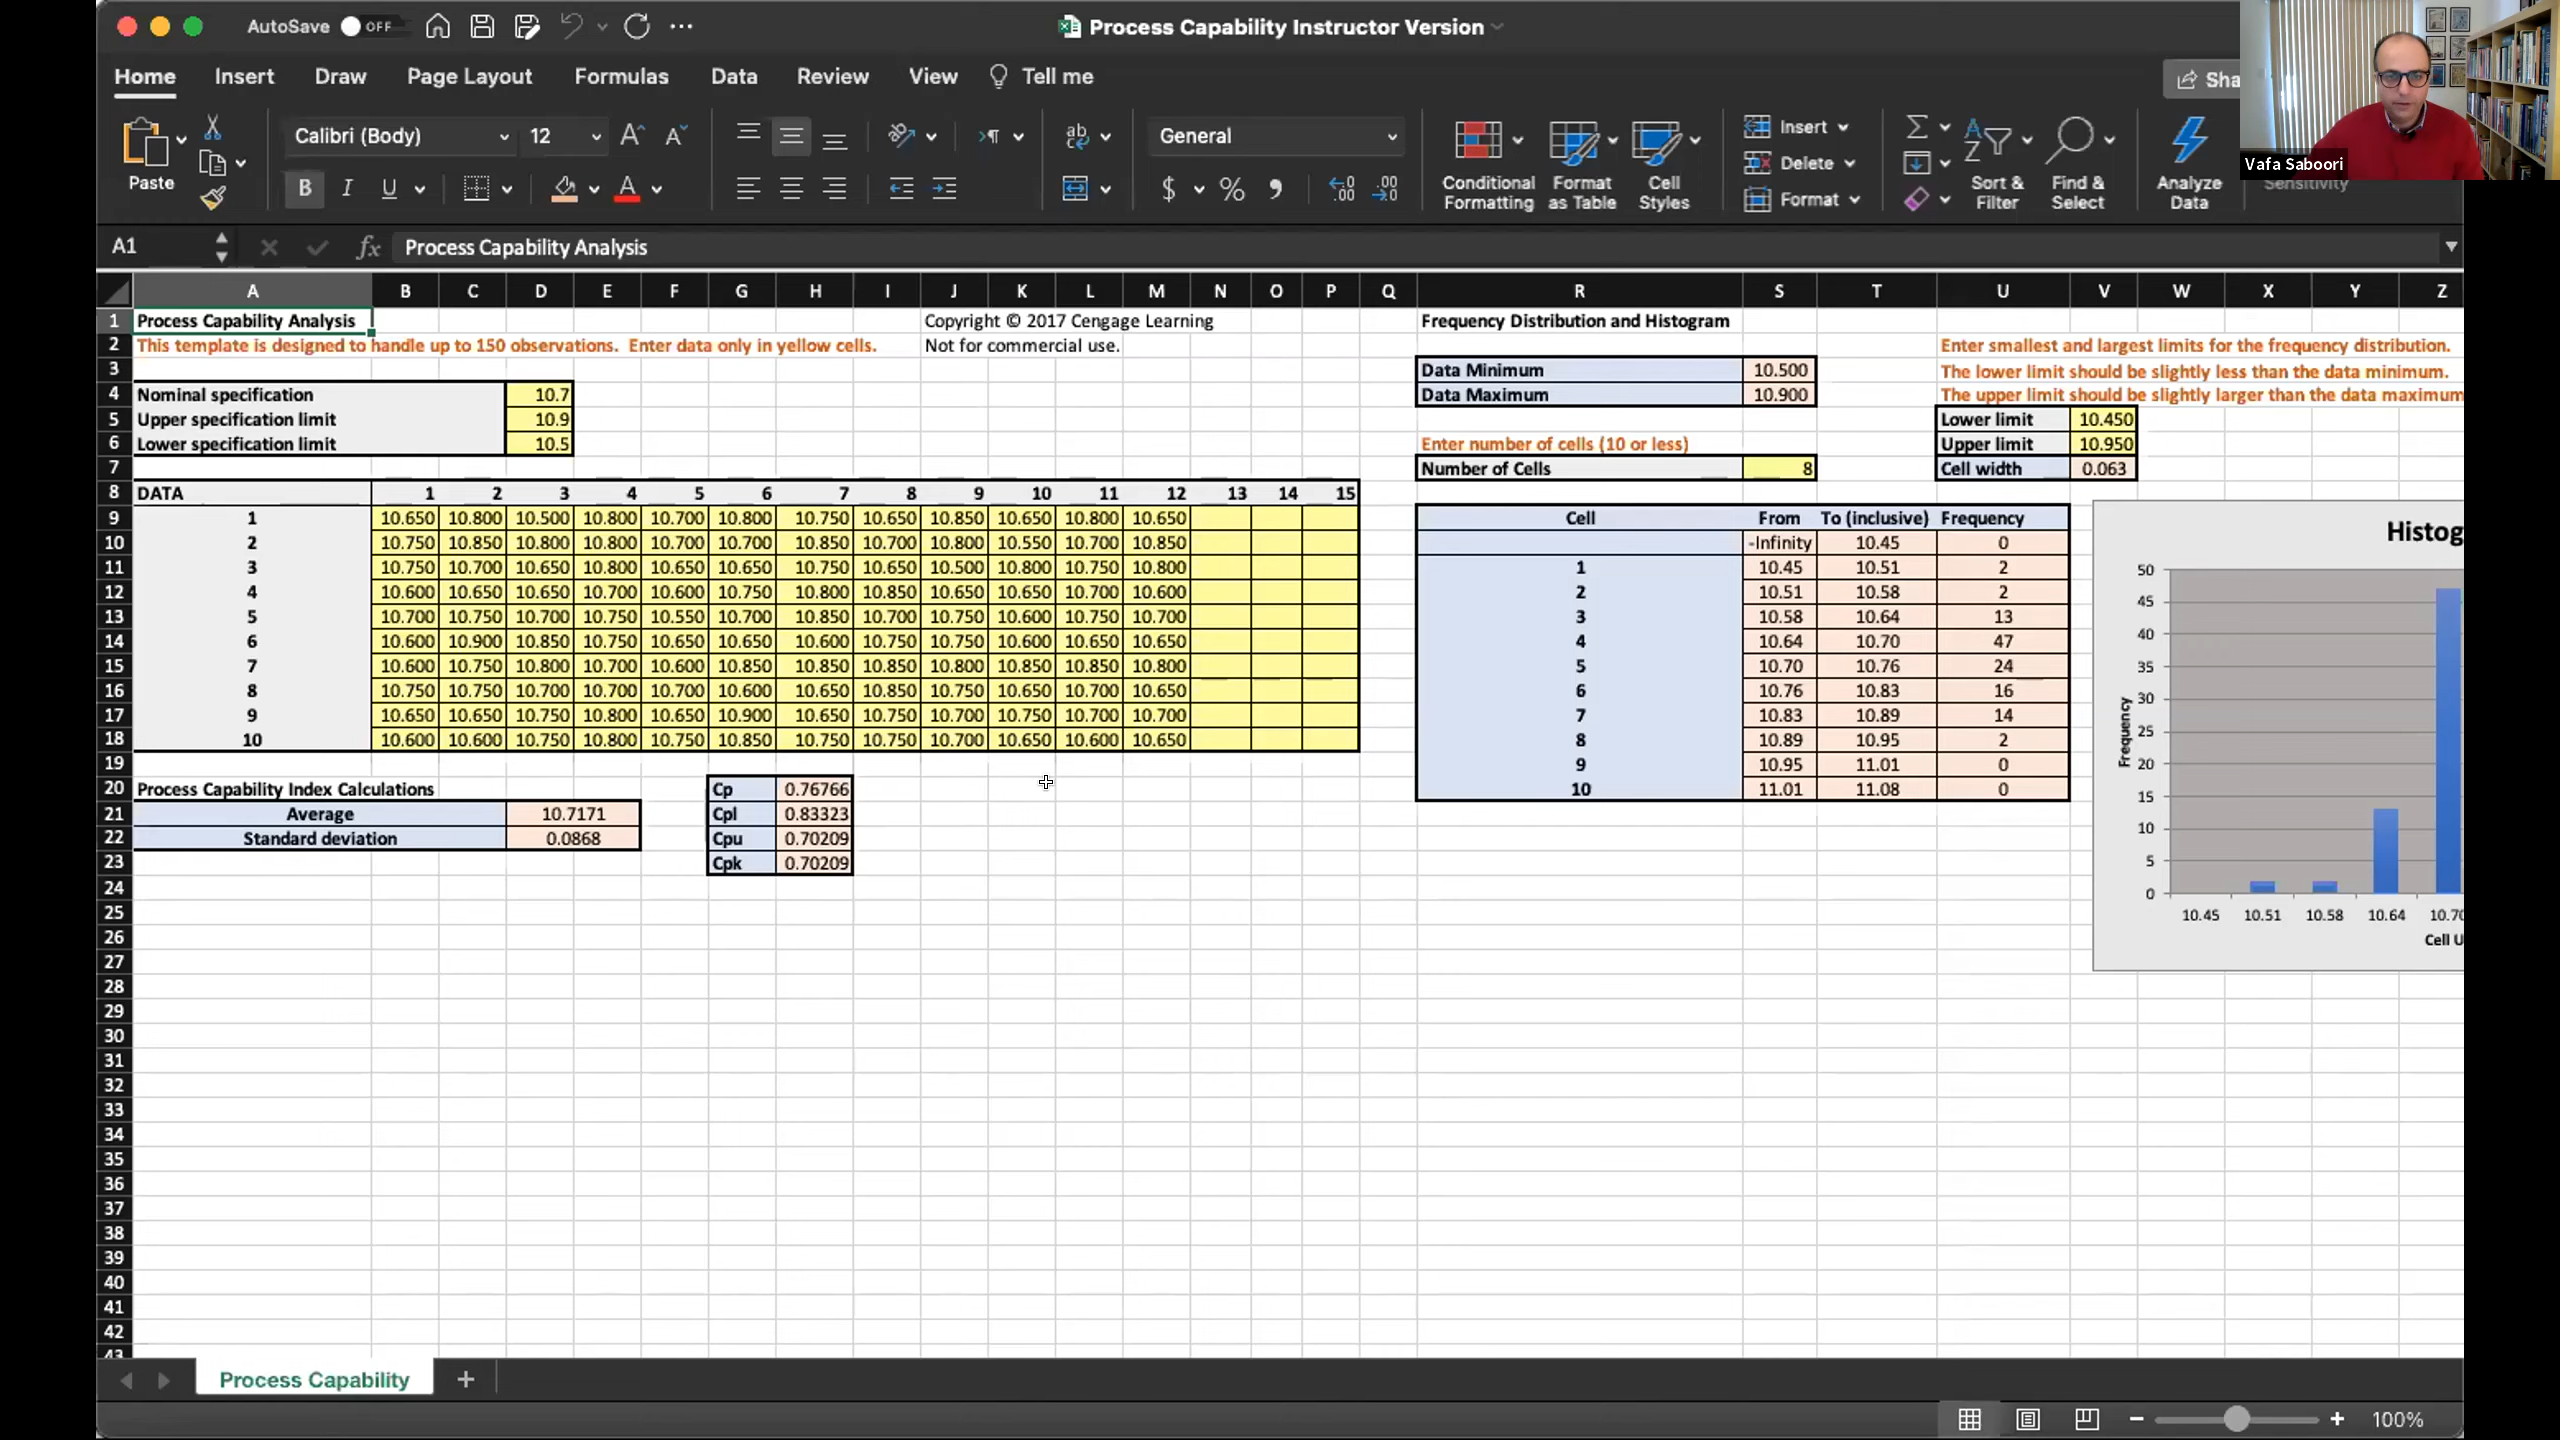 AutoSave OFF
Process Capability Instructor Version
Home Insert Draw Page Layout Formulas Data Review View Tell me
Sha
Vafa Saboori
Paste
Calibri (Body) 12
B I U
General
$ %
Conditional Formatting
Format as Table
Cell Styles
Insert
Delete
Format
Sort & Filter
Find & Select
Analyze Data
Sensitivity
A1 fx Process Capability Analysis
A B C D E F G H I J K L M N O P Q R S T U V W X Y Z
1 Process Capability Analysis Copyright © 2017 Cengage Learning Frequency Distribution and Histogram
2 This template is designed to handle up to 150 observations. Enter data only in yellow cells. Not for commercial use. Enter smallest and largest limits for the frequency distribution.
3 Data Minimum 10.500 The lower limit should be slightly less than the data minimum.
4 Nominal specification 10.7 Data Maximum 10.900 The upper limit should be slightly larger than the data maximum
5 Upper specification limit 10.9 Lower limit 10.450
6 Lower specification limit 10.5 Enter number of cells (10 or less) Upper limit 10.950
7 Number of Cells 8 Cell width 0.063
8 DATA 1 2 3 4 5 6 7 8 9 10 11 12 13 14 15
9 1 10.650 10.800 10.500 10.800 10.700 10.800 10.750 10.650 10.850 10.650 10.800 10.650 Cell From To (inclusive) Frequency
10 2 10.750 10.850 10.800 10.800 10.700 10.700 10.850 10.700 10.800 10.550 10.700 10.850 -Infinity 10.45 0
11 3 10.750 10.700 10.650 10.800 10.650 10.650 10.750 10.650 10.500 10.800 10.750 10.800 1 10.45 10.51 2
12 4 10.600 10.650 10.650 10.700 10.600 10.750 10.800 10.850 10.650 10.650 10.700 10.600 2 10.51 10.58 2
13 5 10.700 10.750 10.700 10.750 10.550 10.700 10.850 10.700 10.750 10.600 10.750 10.700 3 10.58 10.64 13
14 6 10.600 10.900 10.850 10.750 10.650 10.650 10.600 10.750 10.750 10.600 10.650 10.650 4 10.64 10.70 47
15 7 10.600 10.750 10.800 10.700 10.600 10.850 10.850 10.850 10.800 10.850 10.850 10.800 5 10.70 10.76 24
16 8 10.750 10.750 10.700 10.700 10.700 10.600 10.650 10.850 10.750 10.650 10.700 10.650 6 10.76 10.83 16
17 9 10.650 10.650 10.750 10.800 10.650 10.900 10.650 10.750 10.700 10.750 10.700 10.700 7 10.83 10.89 14
18 10 10.600 10.600 10.750 10.800 10.750 10.850 10.750 10.750 10.700 10.650 10.600 10.650 8 10.89 10.95 2
19 9 10.95 11.01 0
20 Process Capability Index Calculations Cp 0.76766 10 11.01 11.08 0
21 Average 10.7171 Cpl 0.83323
22 Standard deviation 0.0868 Cpu 0.70209
23 Cpk 0.70209
24
25
26
27
28
29
30
31
32
33
34
35
36
37
38
39
40
41
42
43
Histog
Frequency
50
45
40
35
30
25
20
15
10
5
0
10.45 10.51 10.58 10.64 10.70
Cell U
Process Capability +
100%